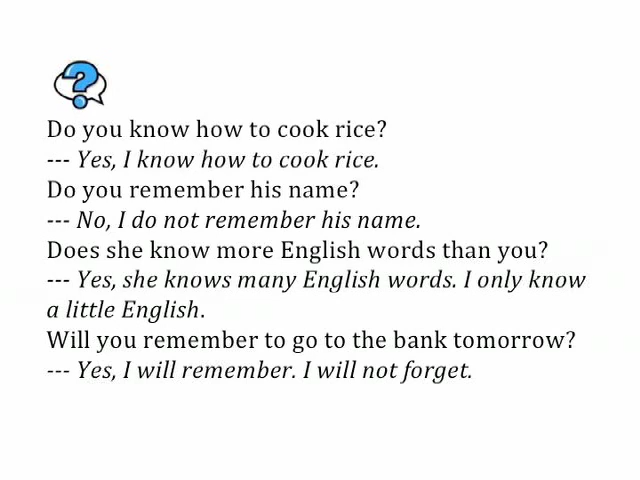 Do you know how to cook rice?
--- Yes, I know how to cook rice.
Do you remember his name?
--- No, I do not remember his name.
Does she know more English words than you?
--- Yes, she knows many English words. I only know
a little English.
Will you remember to go to the bank tomorrow?
--- Yes, I will remember. I will not forget.